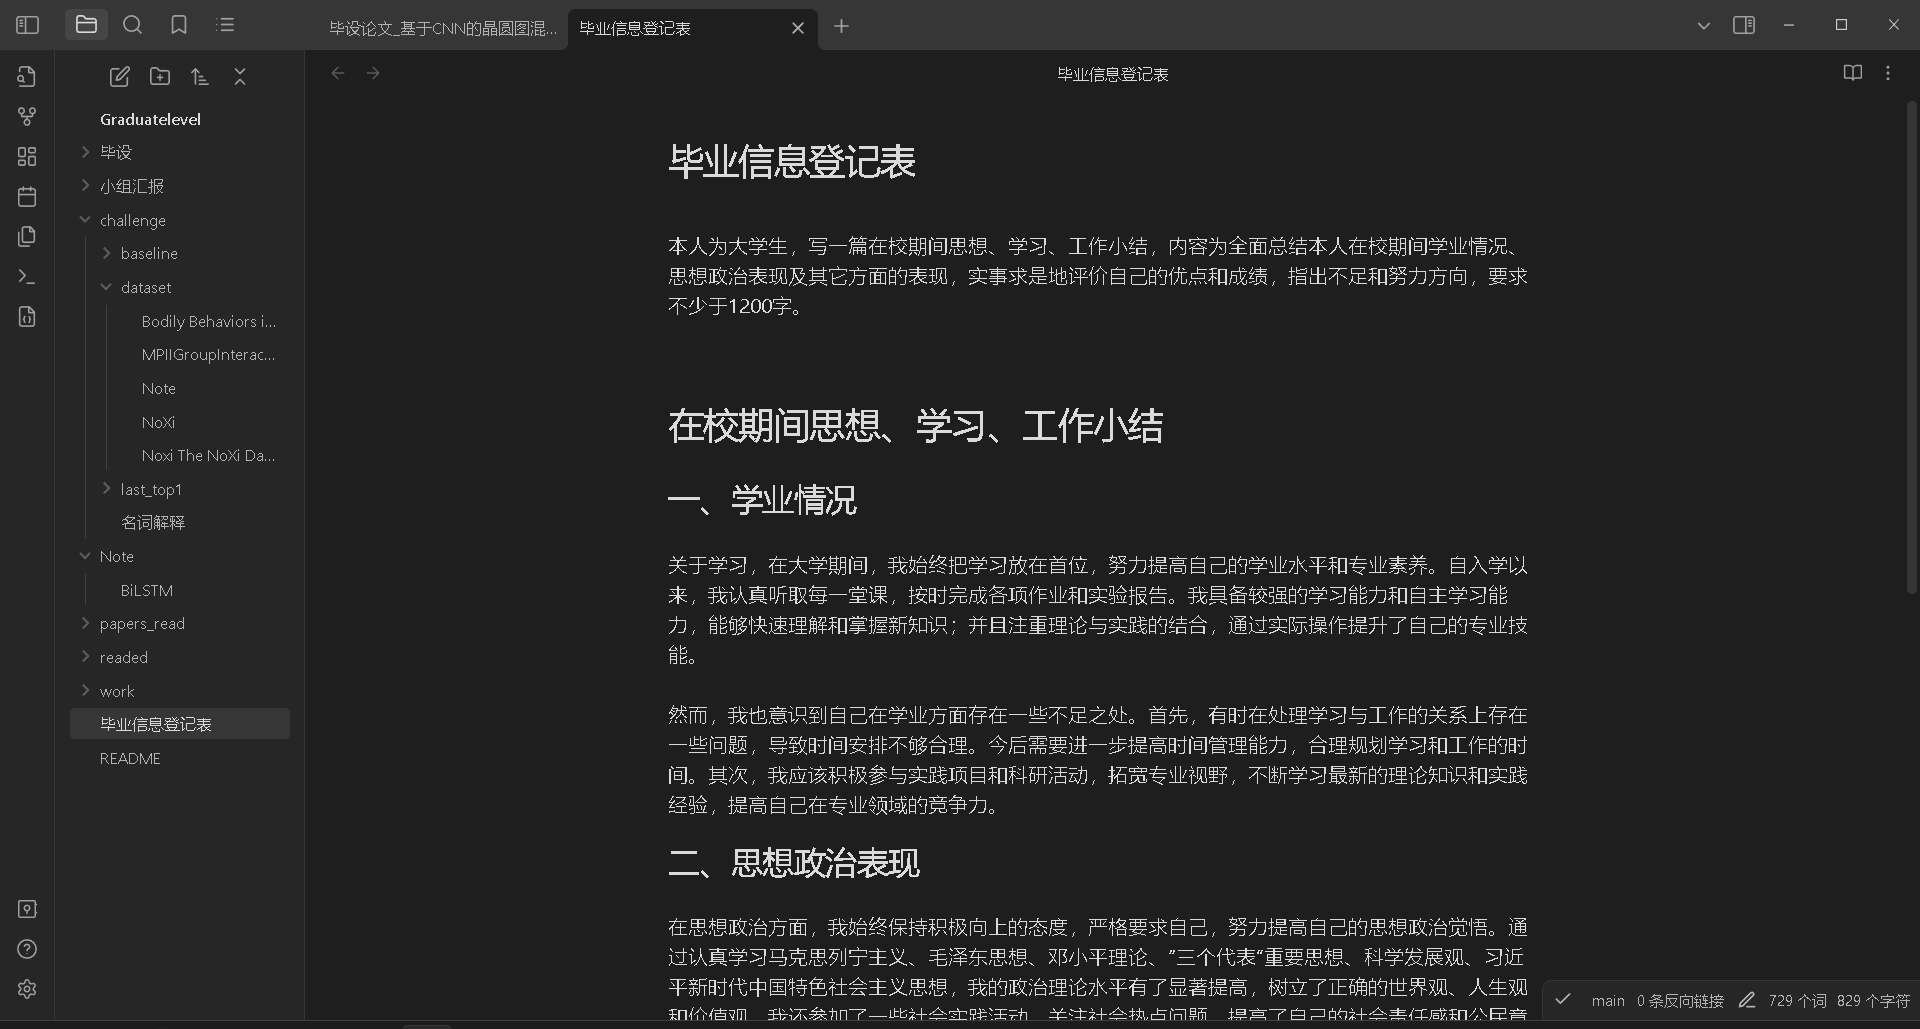 毕设论文_基于CNN的晶圆图混...
毕业信息登记表
毕业信息登记表
Graduatelevel
毕设
小组汇报
challenge
baseline
dataset
Bodily Behaviors i...
MPIIGroupInterac...
Note
NoXi
Noxi The NoXi Da...
last_top1
名词解释
Note
BiLSTM
papers_read
readed
work
毕业信息登记表
README
毕业信息登记表
本人为大学生，写一篇在校期间思想、学习、工作小结，内容为全面总结本人在校期间学业情况、
思想政治表现及其它方面的表现，实事求是地评价自己的优点和成绩，指出不足和努力方向，要求
不少于1200字。
在校期间思想、学习、工作小结
一、学业情况
关于学习，在大学期间，我始终把学习放在首位，努力提高自己的学业水平和专业素养。自入学以
来，我认真听取每一堂课，按时完成各项作业和实验报告。我具备较强的学习能力和自主学习能
力，能够快速理解和掌握新知识；并且注重理论与实践的结合，通过实际操作提升了自己的专业技
能。
然而，我也意识到自己在学业方面存在一些不足之处。首先，有时在处理学习与工作的关系上存在
一些问题，导致时间安排不够合理。今后需要进一步提高时间管理能力，合理规划学习和工作的时
间。其次，我应该积极参与实践项目和科研活动，拓宽专业视野，不断学习最新的理论知识和实践
经验，提高自己在专业领域的竞争力。
二、思想政治表现
在思想政治方面，我始终保持积极向上的态度，严格要求自己，努力提高自己的思想政治觉悟。通
过认真学习马克思列宁主义、毛泽东思想、邓小平理论、”三个代表“重要思想、科学发展观、习近
平新时代中国特色社会主义思想，我的政治理论水平有了显著提高，树立了正确的世界观、人生观
和价值观。我还参加了一些社会实践活动，关注社会热点问题，提高了自己的社会责任感和公民意
main 0 条反向链接 729 个词 829 个字符